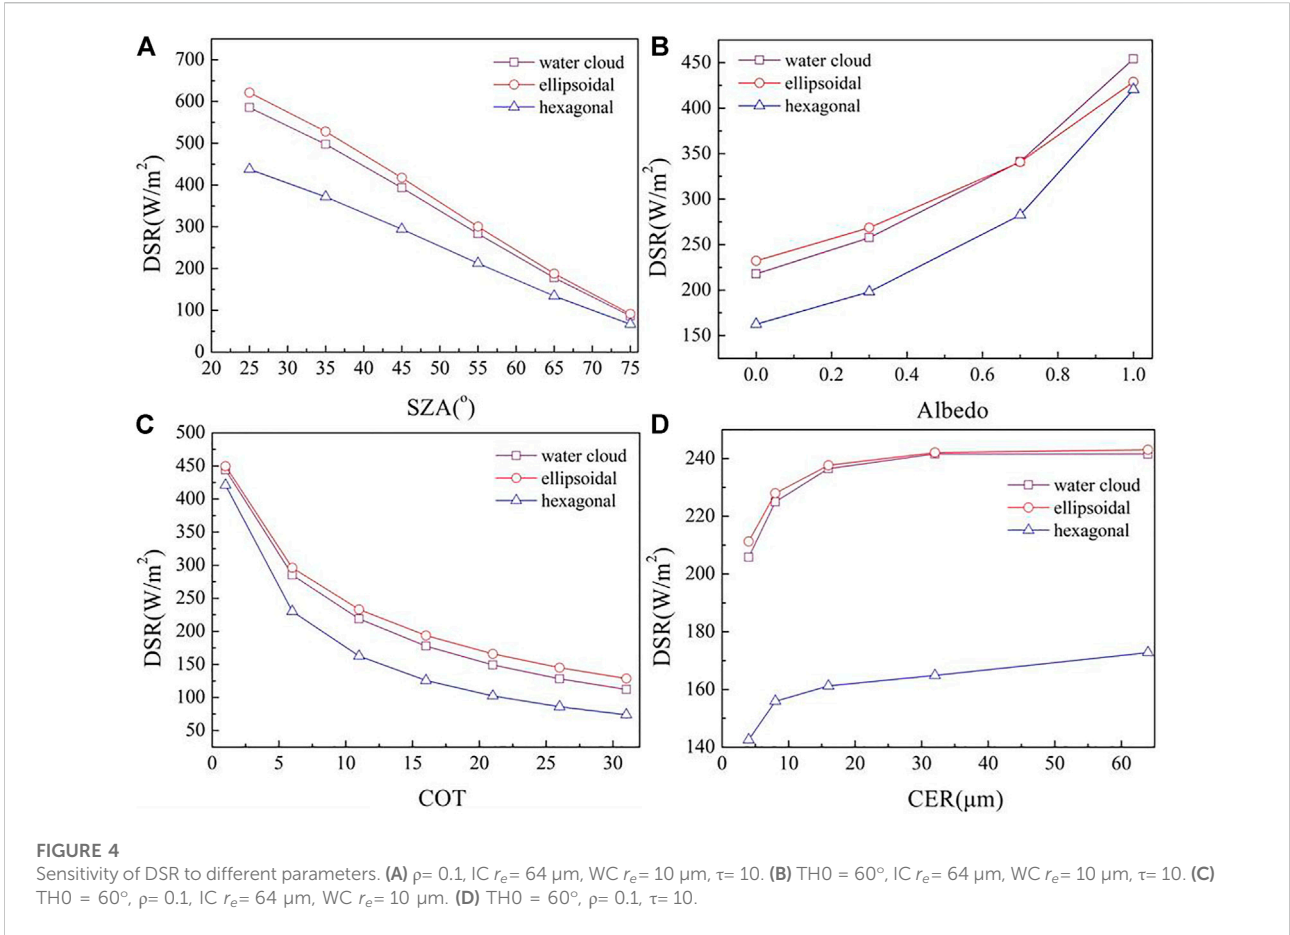 A
700
600
500
400
300
200
100
0
20 25 30 35 40 45 50 55 60 65 70 75
DSR(W/m²)
SZA(°)
water cloud
ellipsoidal
hexagonal
B
450
400
350
300
250
200
150
0.0 0.2 0.4 0.6 0.8 1.0
DSR(W/m²)
Albedo
water cloud
ellipsoidal
hexagonal
C
500
450
400
350
300
250
200
150
100
50
0 5 10 15 20 25 30
DSR(W/m²)
COT
water cloud
ellipsoidal
hexagonal
D
240
220
200
180
160
140
0 10 20 30 40 50 60
DSR(W/m²)
CER(μm)
water cloud
ellipsoidal
hexagonal
FIGURE 4
Sensitivity of DSR to different parameters. (A) ρ= 0.1, IC re= 64 μm, WC re= 10 μm, τ= 10. (B) TH0 = 60°, IC re= 64 μm, WC re= 10 μm, τ= 10. (C)
TH0 = 60°, ρ= 0.1, IC re= 64 μm, WC re= 10 μm. (D) TH0 = 60°, ρ= 0.1, τ= 10.